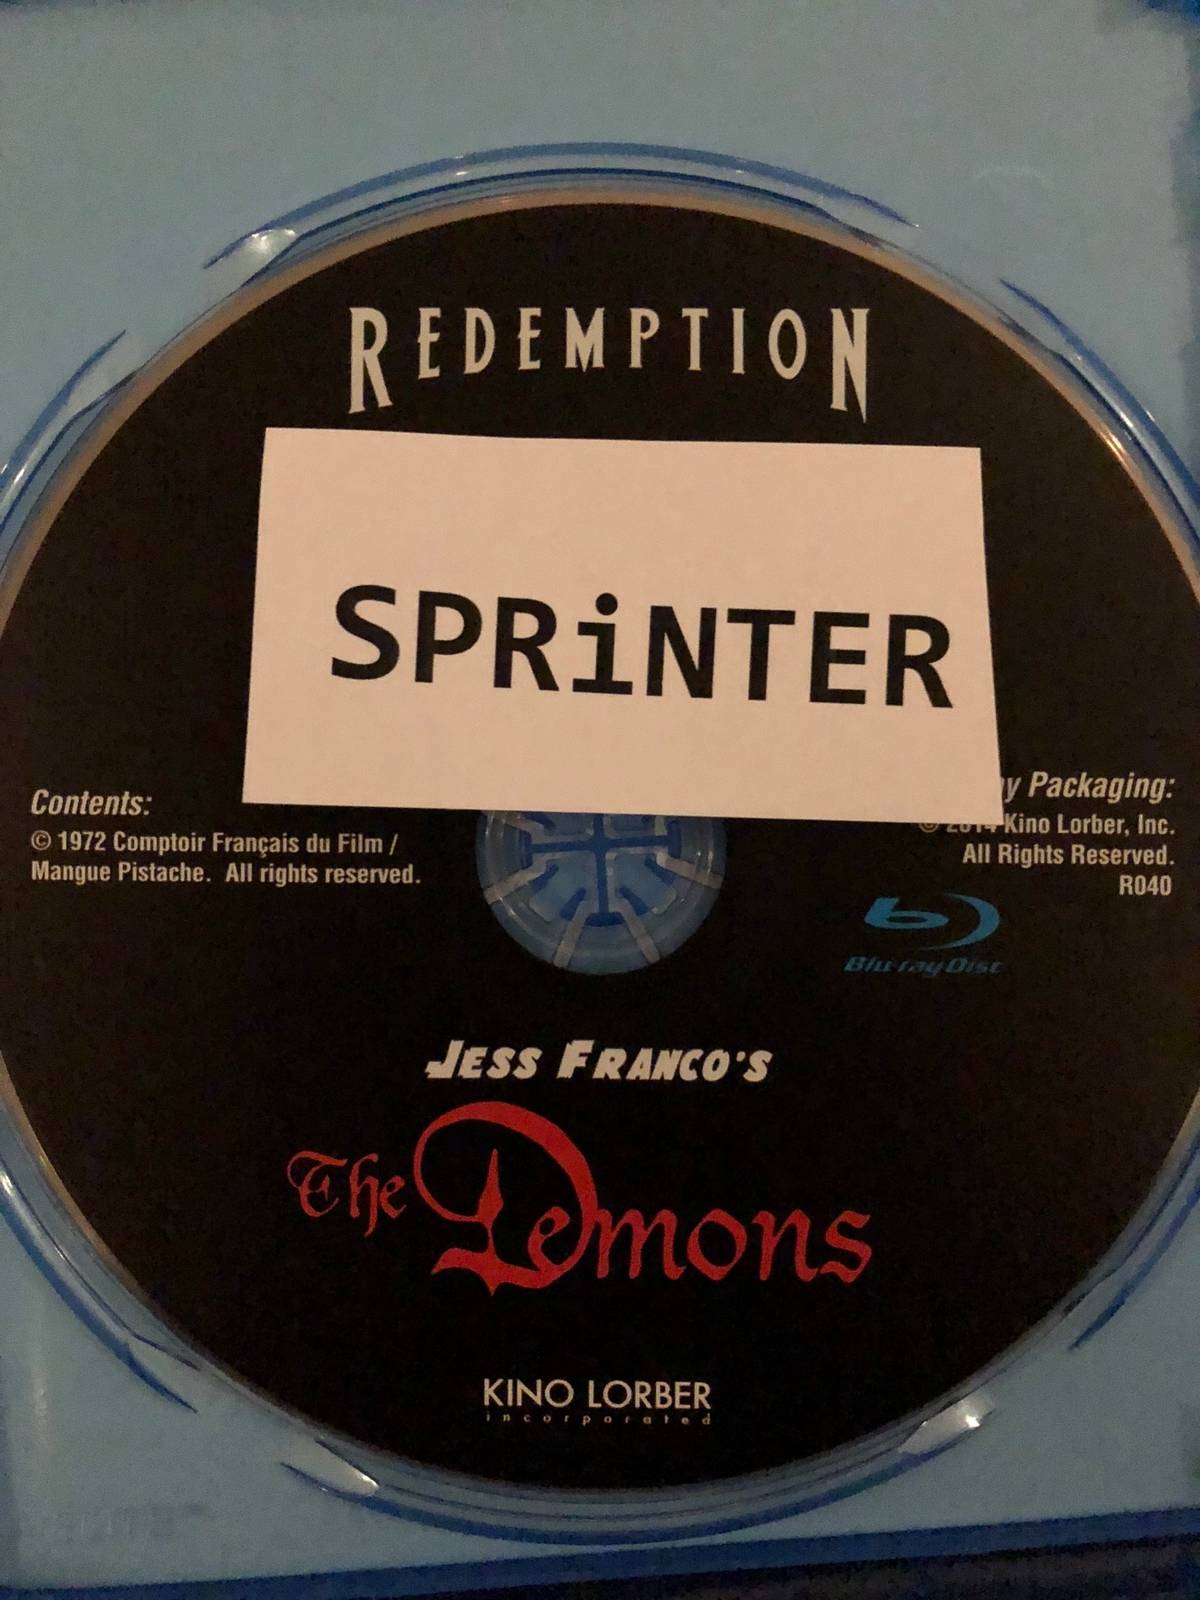 REDEMPTION
SPRiNTER
Contents:
© 1972 Comptoir Français du Film /
Mangue Pistache. All rights reserved.
Packaging:
Kino Lorber, Inc.
All Rights Reserved.
R040
Blu-ray Disc
JESS FRANCO'S
The Demons
KINO LORBER
incorporated